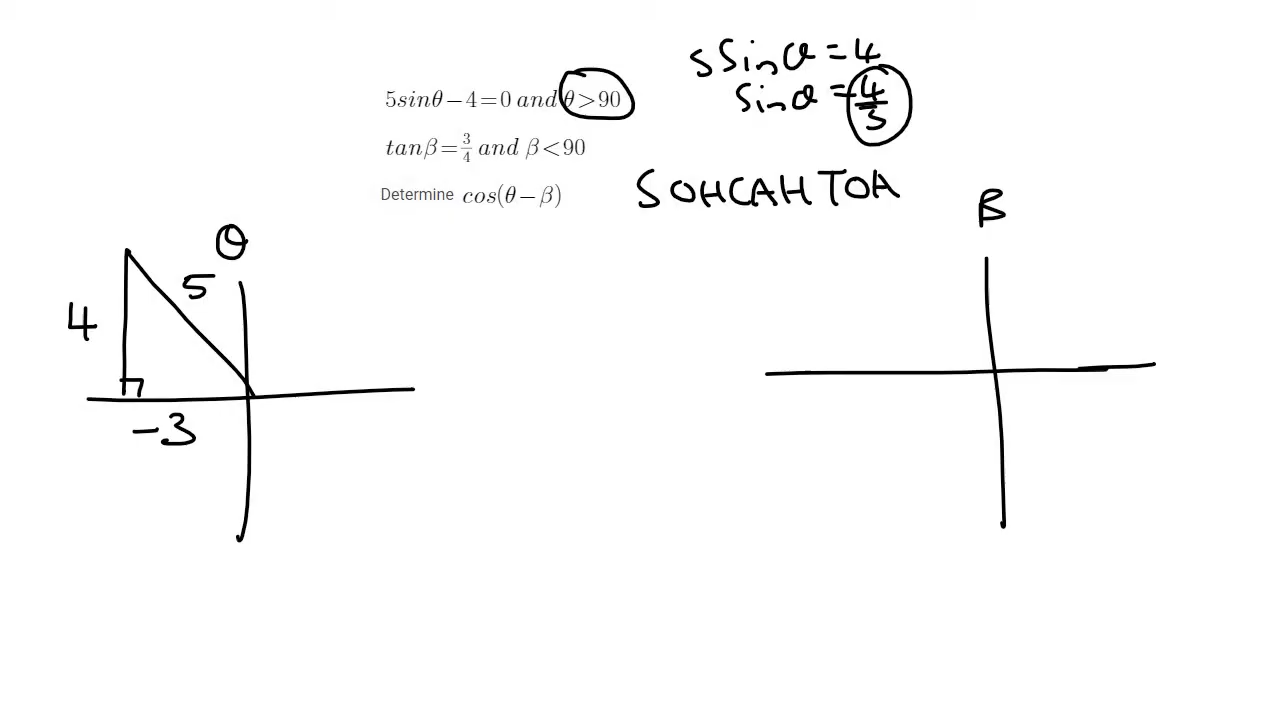 5sinθ−4=0 and θ>90
tanβ=3/4 and β<90
Determine cos(θ−β)
5Sinθ=4
Sinθ=4/5
SOHCAHTOA
θ
5
4
-3
B